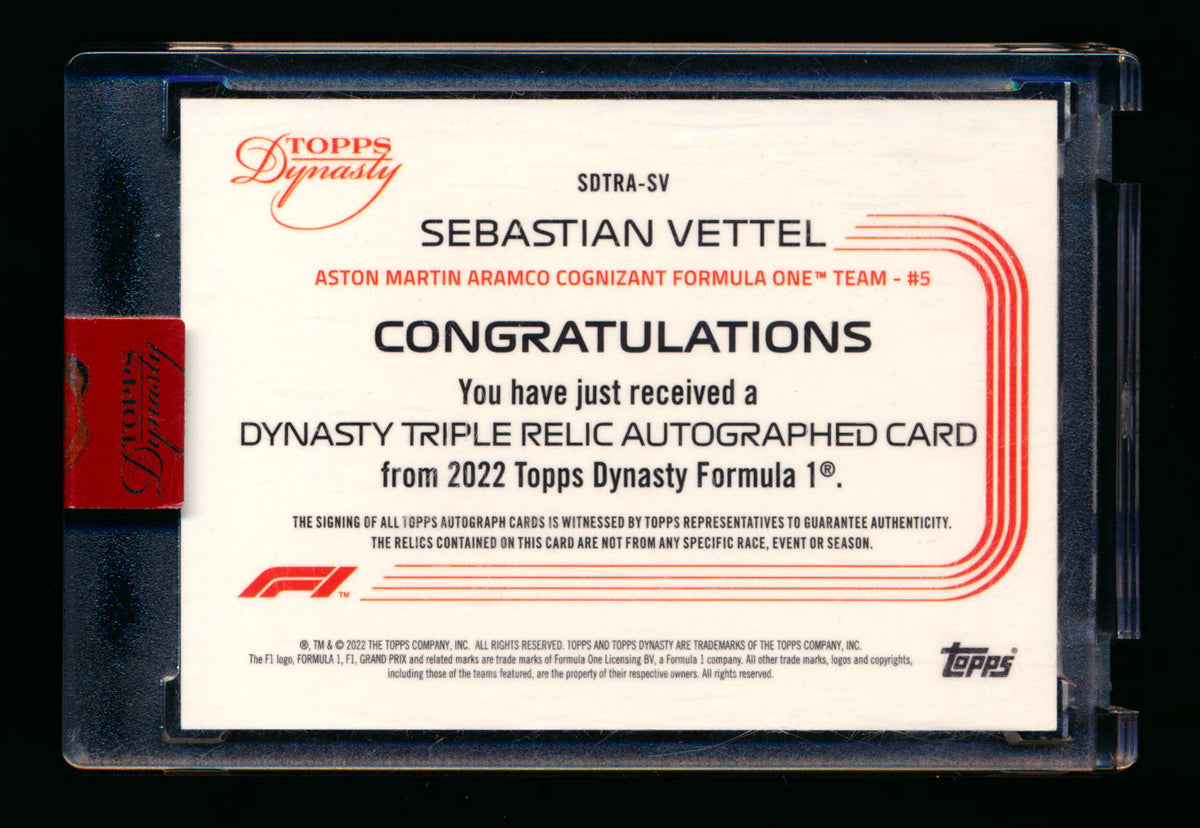 TOPPS
Dynasty
SDTRA-SV
SEBASTIAN VETTEL
ASTON MARTIN ARAMCO COGNIZANT FORMULA ONE™ TEAM - #5
CONGRATULATIONS
You have just received a
DYNASTY TRIPLE RELIC AUTOGRAPHED CARD
from 2022 Topps Dynasty Formula 1®.
THE SIGNING OF ALL TOPPS AUTOGRAPH CARDS IS WITNESSED BY TOPPS REPRESENTATIVES TO GUARANTEE AUTHENTICITY.
THE RELICS CONTAINED ON THIS CARD ARE NOT FROM ANY SPECIFIC RACE, EVENT OR SEASON.
F1™
®, TM & © 2022 THE TOPPS COMPANY, INC. ALL RIGHTS RESERVED. TOPPS AND TOPPS DYNASTY ARE TRADEMARKS OF THE TOPPS COMPANY, INC.
The F1 logo, FORMULA 1, F1, GRAND PRIX and related marks are trade marks of Formula One Licensing BV, a Formula 1 company. All other trade marks, logos and copyrights,
including those of the teams featured, are the property of their respective owners. All rights reserved.
topps®
TOPPS
Dynasty